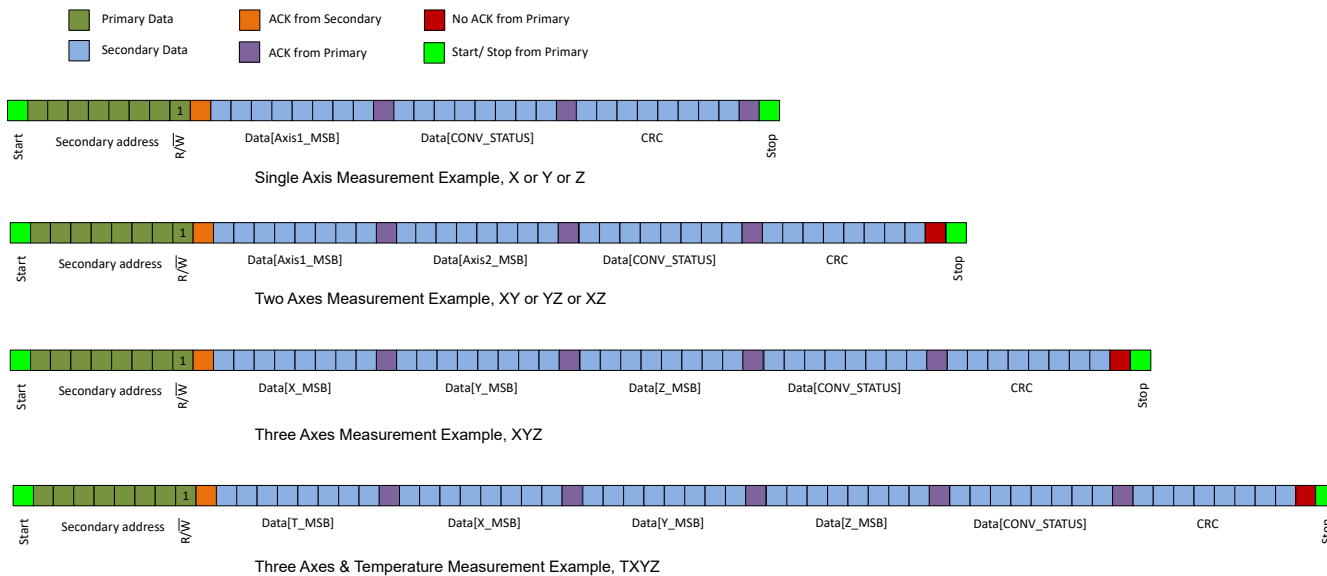 Primary Data ACK from Secondary No ACK from Primary
Secondary Data ACK from Primary Start/ Stop from Primary
1
Start Secondary address R/W Data[Axis1_MSB] Data[CONV_STATUS] CRC Stop
Single Axis Measurement Example, X or Y or Z
1
Start Secondary address R/W Data[Axis1_MSB] Data[Axis2_MSB] Data[CONV_STATUS] CRC Stop
Two Axes Measurement Example, XY or YZ or XZ
1
Start Secondary address R/W Data[X_MSB] Data[Y_MSB] Data[Z_MSB] Data[CONV_STATUS] CRC Stop
Three Axes Measurement Example, XYZ
1
Start Secondary address R/W Data[T_MSB] Data[X_MSB] Data[Y_MSB] Data[Z_MSB] Data[CONV_STATUS] CRC Stop
Three Axes & Temperature Measurement Example, TXYZ